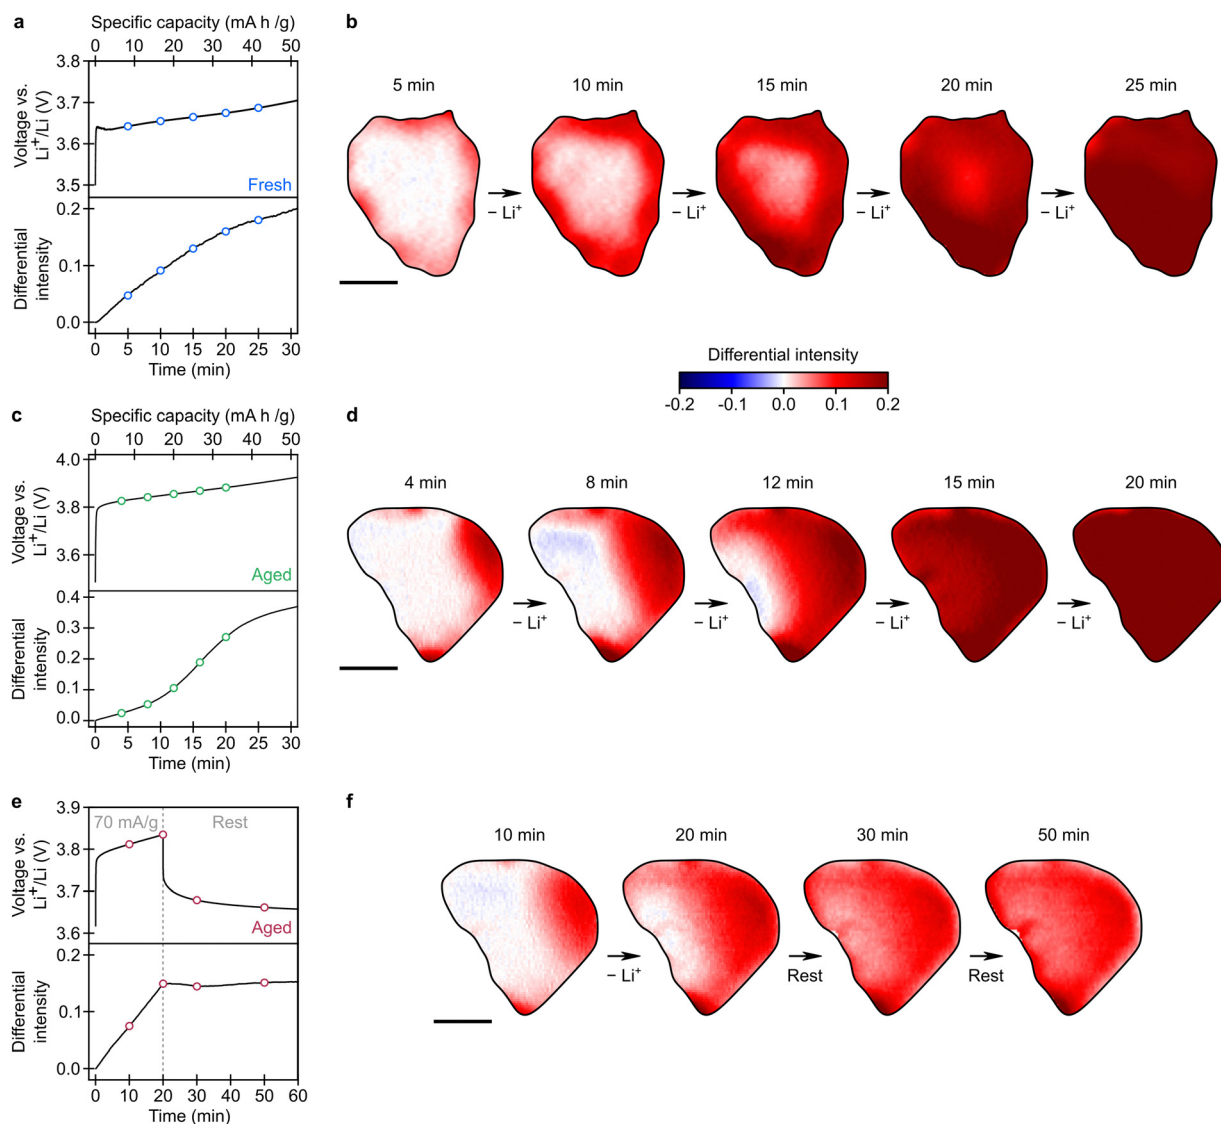 a
Specific capacity (mA h /g)
0 10 20 30 40 50
3.8
3.7
3.6
3.5
Voltage vs.
Li⁺/Li (V)
Fresh
0.2
0.1
0.0
Differential
intensity
0 5 10 15 20 25 30
Time (min)
b
5 min
10 min
15 min
20 min
25 min
− Li⁺
− Li⁺
− Li⁺
− Li⁺
Differential intensity
-0.2 -0.1 0.0 0.1 0.2
c
Specific capacity (mA h /g)
0 10 20 30 40 50
4.0
3.8
3.6
Voltage vs.
Li⁺/Li (V)
Aged
0.4
0.3
0.2
0.1
0.0
Differential
intensity
0 5 10 15 20 25 30
Time (min)
d
4 min
8 min
12 min
15 min
20 min
− Li⁺
− Li⁺
− Li⁺
− Li⁺
e
3.9
3.8
3.7
3.6
Voltage vs.
Li⁺/Li (V)
70 mA/g
Rest
Aged
0.2
0.1
0.0
Differential
intensity
0 10 20 30 40 50 60
Time (min)
f
10 min
20 min
30 min
50 min
− Li⁺
Rest
Rest